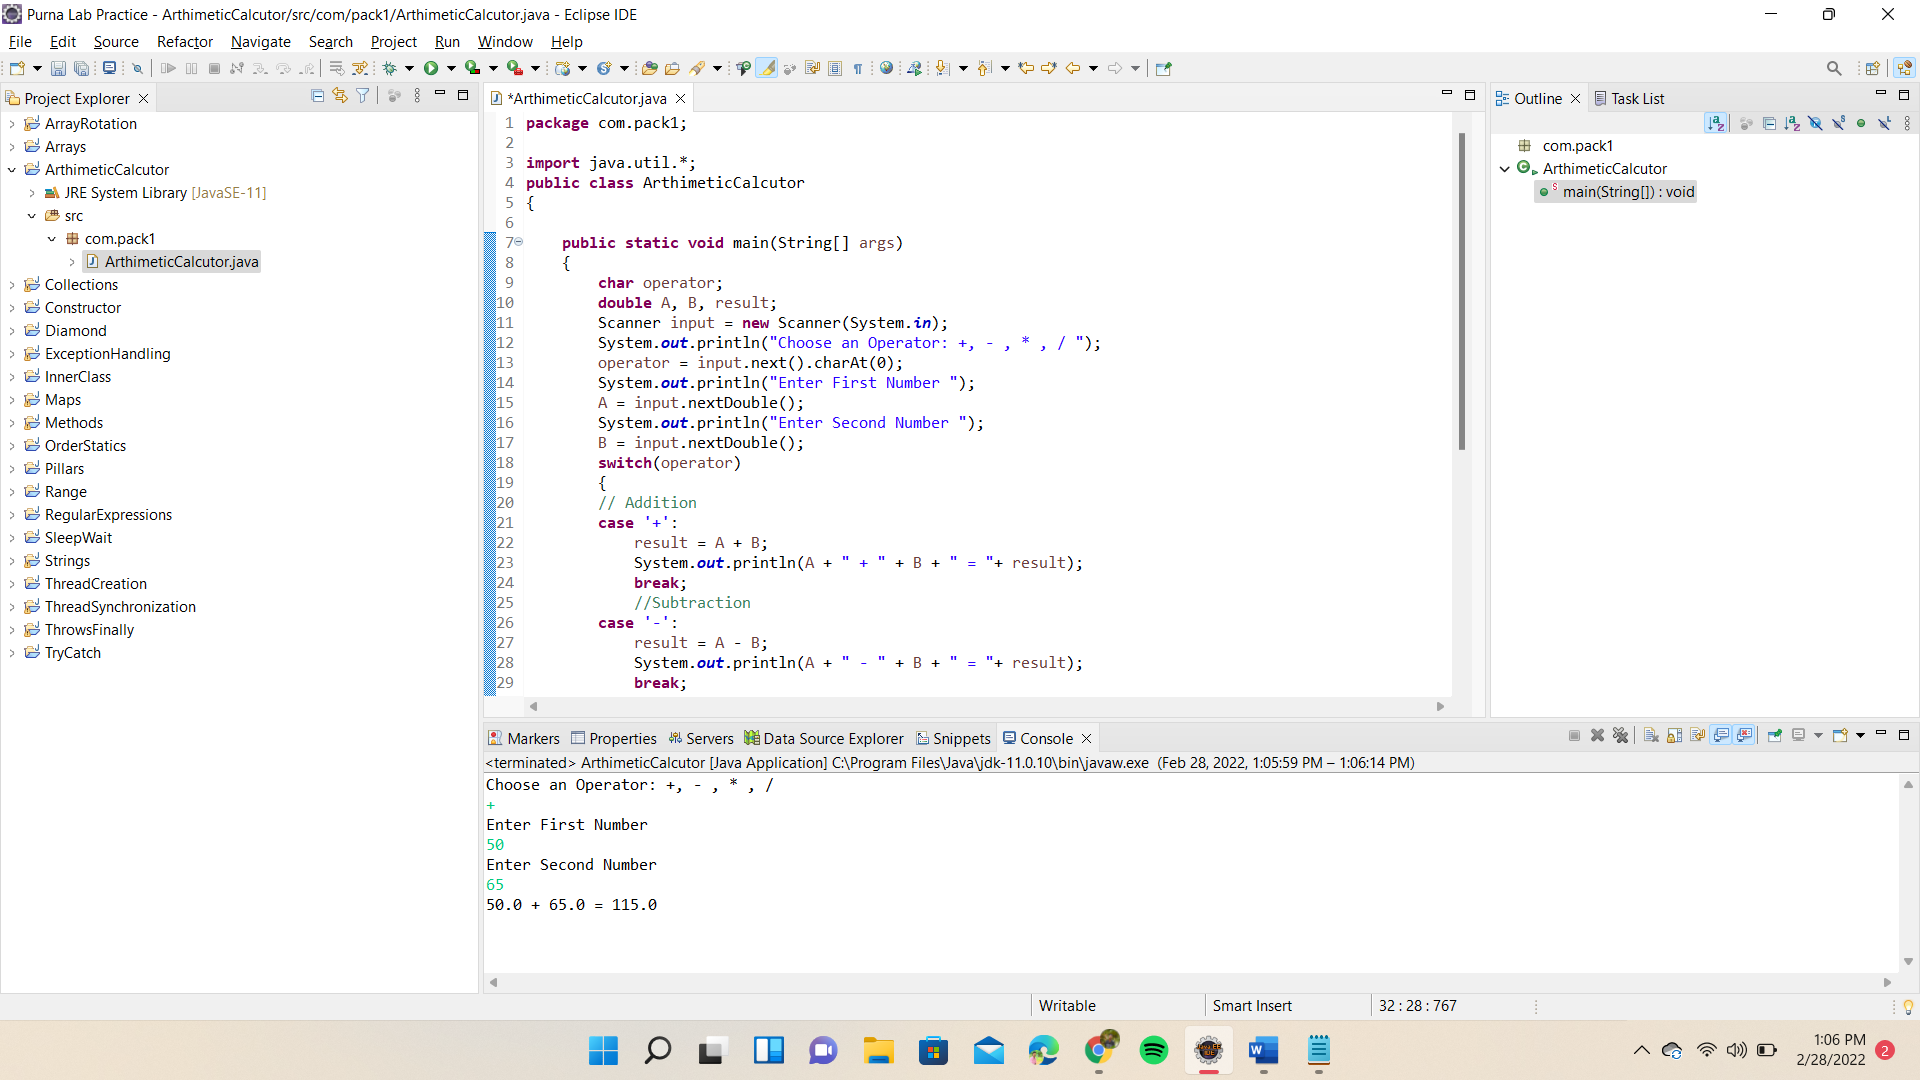 Purna Lab Practice - ArthimeticCalcutor/src/com/pack1/ArthimeticCalcutor.java - Eclipse IDE
File Edit Source Refactor Navigate Search Project Run Window Help
Project Explorer
ArrayRotation
Arrays
ArthimeticCalcutor
JRE System Library [JavaSE-11]
src
com.pack1
ArthimeticCalcutor.java
Collections
Constructor
Diamond
ExceptionHandling
InnerClass
Maps
Methods
OrderStatics
Pillars
Range
RegularExpressions
SleepWait
Strings
ThreadCreation
ThreadSynchronization
ThrowsFinally
TryCatch
*ArthimeticCalcutor.java
1 package com.pack1;
2
3 import java.util.*;
4 public class ArthimeticCalcutor
5 {
6
7 public static void main(String[] args)
8 {
9 char operator;
10 double A, B, result;
11 Scanner input = new Scanner(System.in);
12 System.out.println("Choose an Operator: +, - , * , / ");
13 operator = input.next().charAt(0);
14 System.out.println("Enter First Number ");
15 A = input.nextDouble();
16 System.out.println("Enter Second Number ");
17 B = input.nextDouble();
18 switch(operator)
19 {
20 // Addition
21 case '+':
22 result = A + B;
23 System.out.println(A + " + " + B + " = "+ result);
24 break;
25 //Subtraction
26 case '-':
27 result = A - B;
28 System.out.println(A + " - " + B + " = "+ result);
29 break;
Outline Task List
com.pack1
ArthimeticCalcutor
main(String[]) : void
Markers Properties Servers Data Source Explorer Snippets Console
<terminated> ArthimeticCalcutor [Java Application] C:\Program Files\Java\jdk-11.0.10\bin\javaw.exe (Feb 28, 2022, 1:05:59 PM – 1:06:14 PM)
Choose an Operator: +, - , * , /
+
Enter First Number
50
Enter Second Number
65
50.0 + 65.0 = 115.0
Writable Smart Insert 32 : 28 : 767
1:06 PM
2/28/2022
2